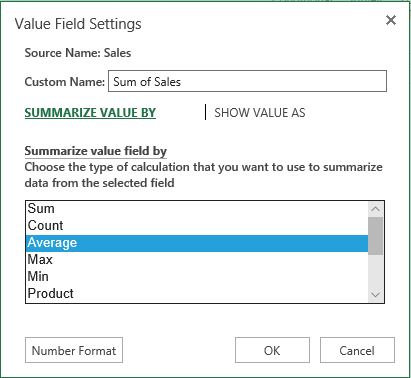 Value Field Settings
Source Name: Sales
Custom Name: Sum of Sales
SUMMARIZE VALUE BY SHOW VALUE AS
Summarize value field by
Choose the type of calculation that you want to use to summarize
data from the selected field
Sum
Count
Average
Max
Min
Product
Number Format OK Cancel